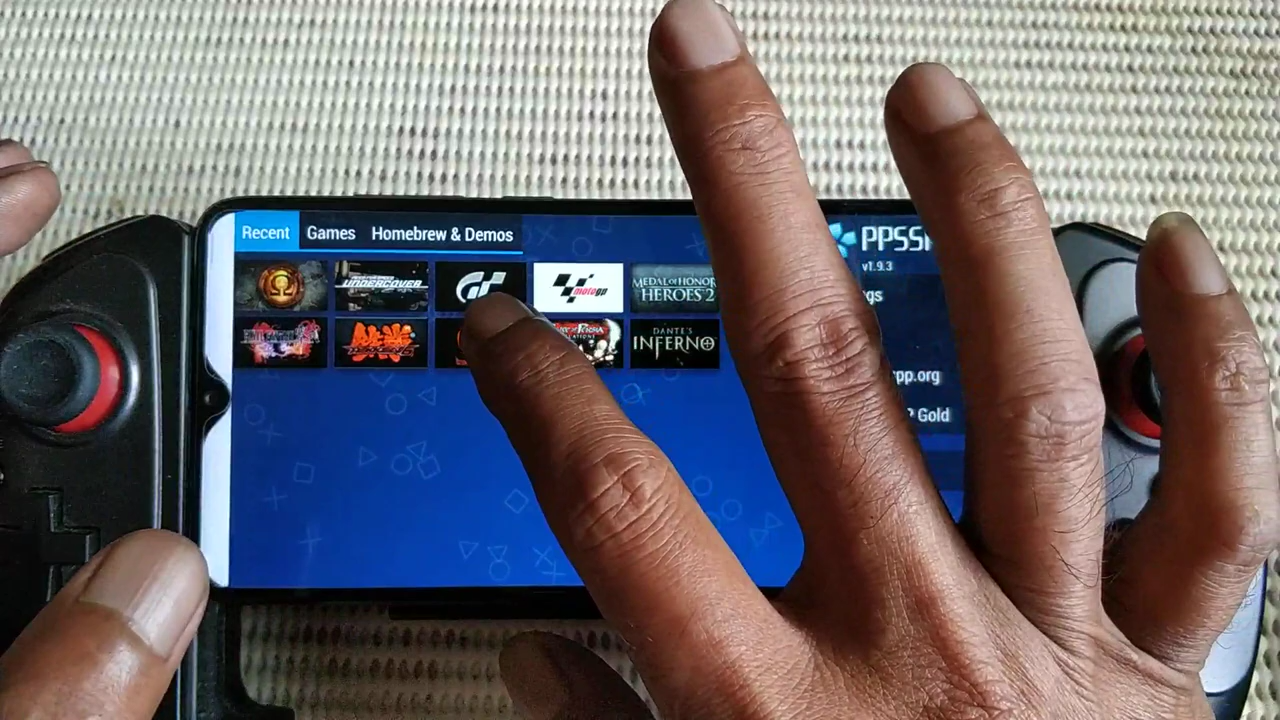 Recent Games Homebrew & Demos
PPSS
v1.9.3
UNDERCOVER
GT
motogp
MEDAL OF HONOR
HEROES 2
gs
DANTE'S
INFERNO
pp.org
P Gold